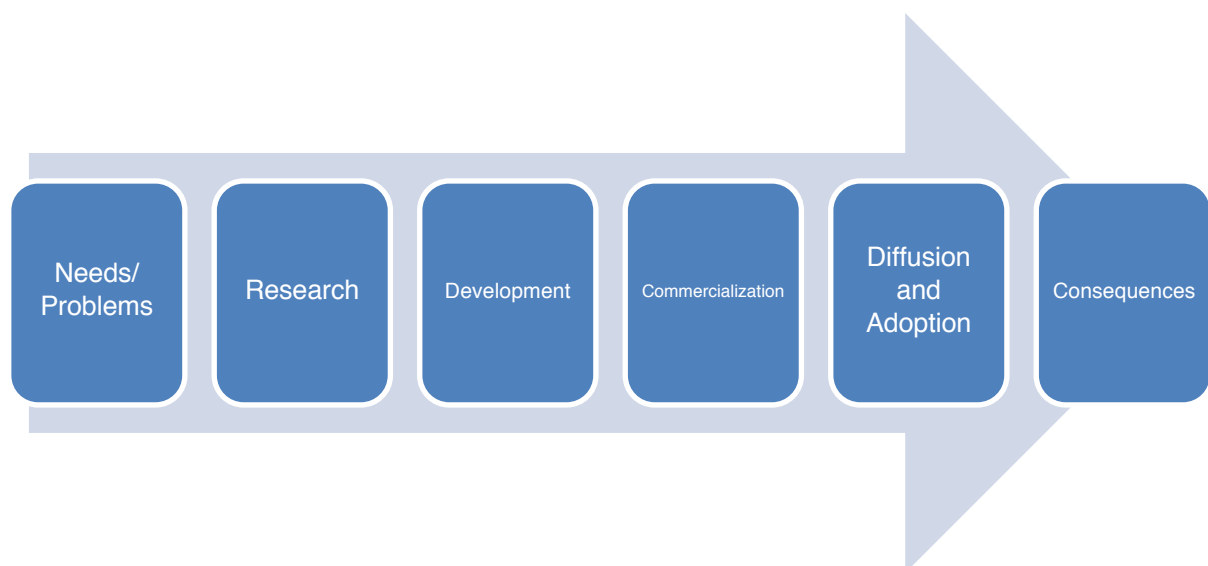 Needs/
Problems
Research
Development
Commercialization
Diffusion
and
Adoption
Consequences